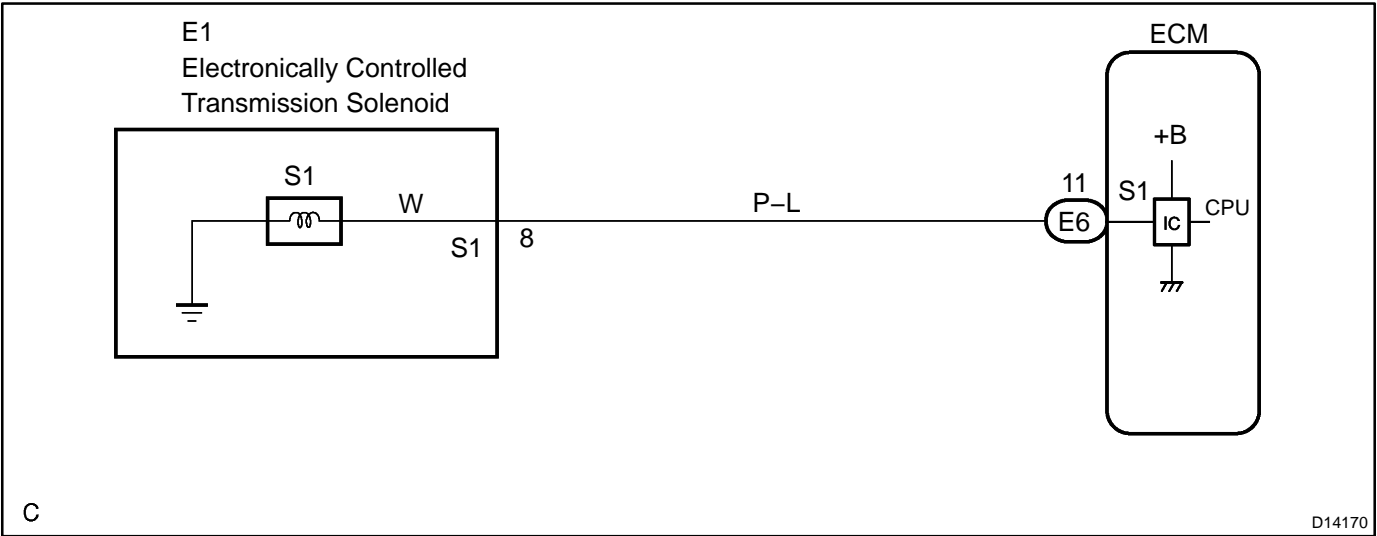 E1
Electronically Controlled
Transmission Solenoid
S1
W
S1
8
P–L
ECM
+B
11
S1
E6
IC
CPU
C
D14170